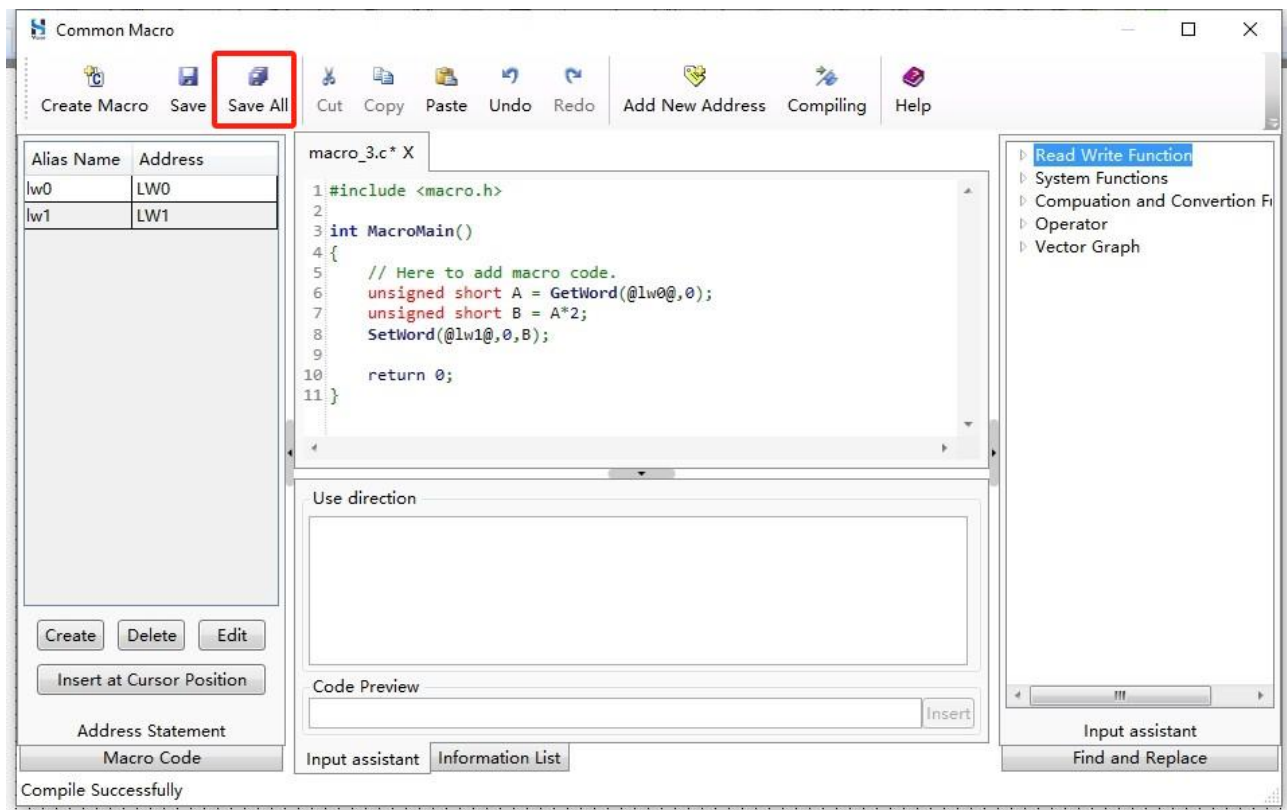 Common Macro
Create Macro Save Save All Cut Copy Paste Undo Redo Add New Address Compiling Help
Alias Name Address
lw0 LW0
lw1 LW1
Create Delete Edit
Insert at Cursor Position
Address Statement
Macro Code
macro_3.c* X
1 #include <macro.h>
2
3 int MacroMain()
4 {
5 // Here to add macro code.
6 unsigned short A = GetWord(@lw0@,0);
7 unsigned short B = A*2;
8 SetWord(@lw1@,0,B);
9
10 return 0;
11 }
Use direction
Code Preview
Insert
Input assistant Information List
Read Write Function
System Functions
Compuation and Convertion Fu
Operator
Vector Graph
Input assistant
Find and Replace
Compile Successfully